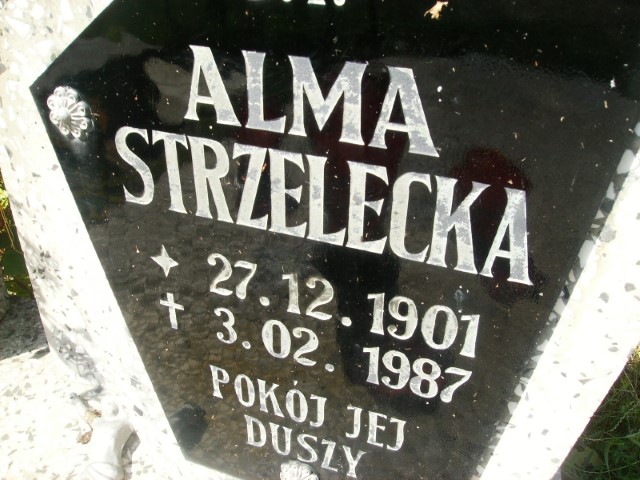 ALMA
STRZELECKA
27.12.1901
3.02.1987
POKÓJ JEJ
DUSZY